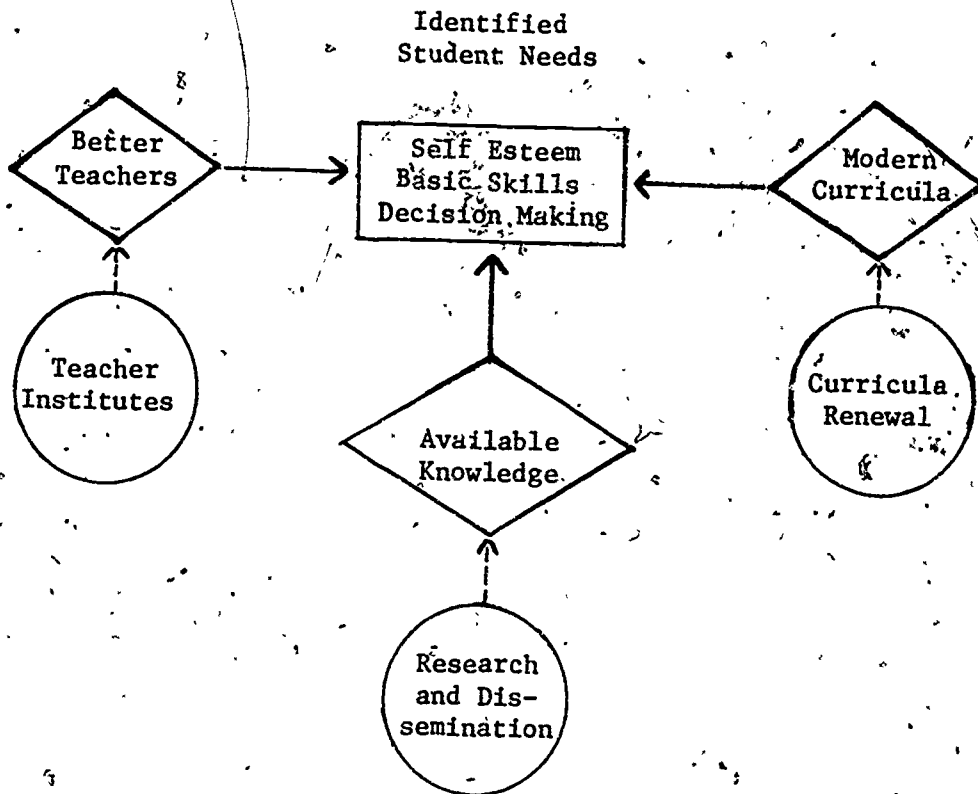 Identified
Student Needs
Better
Teachers
Self Esteem
Basic Skills
Decision Making
Modern
Curricula
Teacher
Institutes
Available
Knowledge
Curricula
Renewal
Research
and Dis-
semination